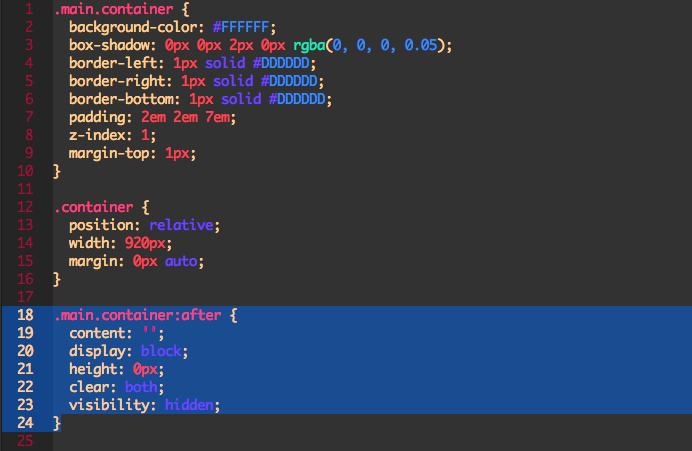 1 .main.container {
2   background-color: #FFFFFF;
3   box-shadow: 0px 0px 2px 0px rgba(0, 0, 0, 0.05);
4   border-left: 1px solid #DDDDDD;
5   border-right: 1px solid #DDDDDD;
6   border-bottom: 1px solid #DDDDDD;
7   padding: 2em 2em 7em;
8   z-index: 1;
9   margin-top: 1px;
10 }
11
12 .container {
13   position: relative;
14   width: 920px;
15   margin: 0px auto;
16 }
17
18 .main.container:after {
19   content: '';
20   display: block;
21   height: 0px;
22   clear: both;
23   visibility: hidden;
24 }
25